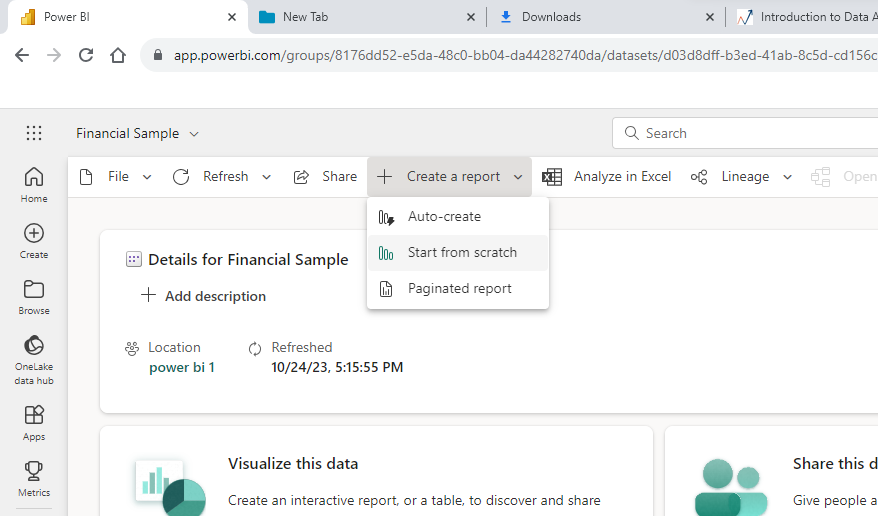 Power BI
New Tab
Downloads
Introduction to Data A
app.powerbi.com/groups/8176dd52-e5da-48c0-bb04-da44282740da/datasets/d03d8dff-b3ed-41ab-8c5d-cd156c
Financial Sample
Search
File
Refresh
Share
Create a report
Analyze in Excel
Lineage
Open
Home
Create
Browse
OneLake
data hub
Apps
Metrics
Auto-create
Start from scratch
Paginated report
Details for Financial Sample
Add description
Location
power bi 1
Refreshed
10/24/23, 5:15:55 PM
Visualize this data
Create an interactive report, or a table, to discover and share
Share this d
Give people a